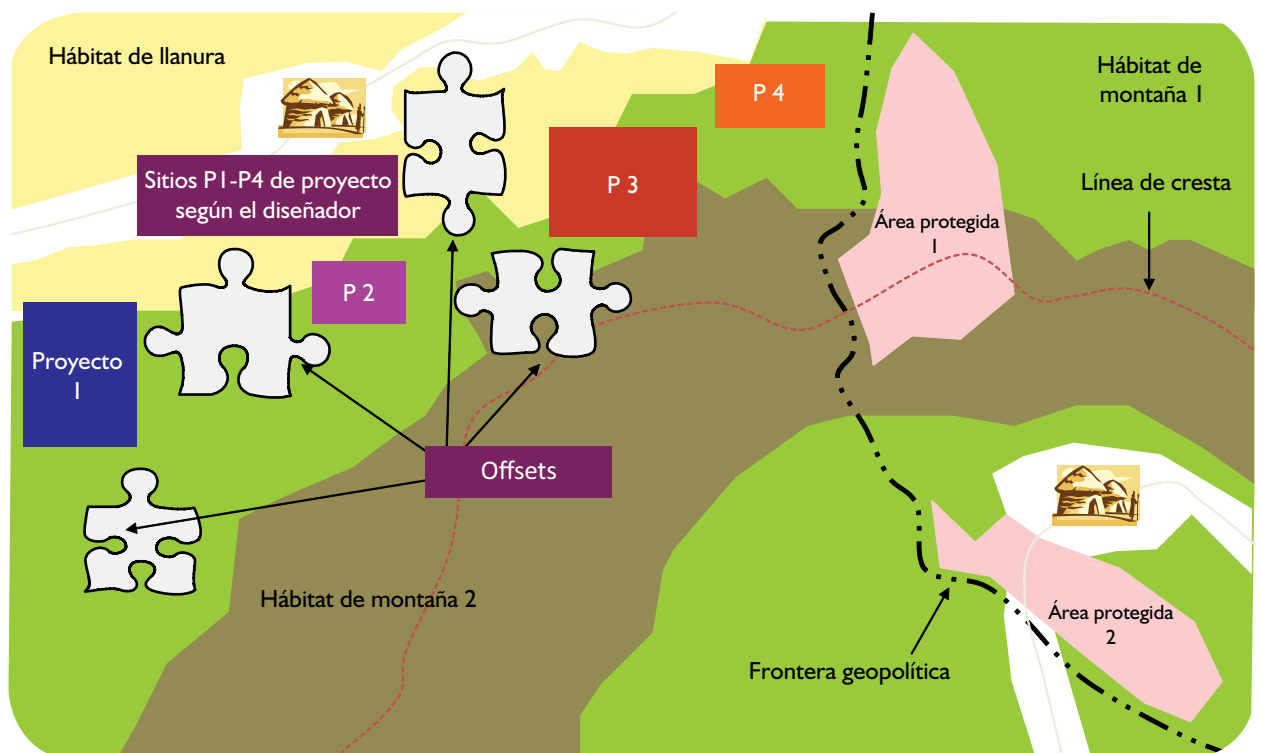 Hábitat de llanura
Hábitat de
montaña 1
P 4
Sitios P1-P4 de proyecto
según el diseñador
P 3
Línea de cresta
Área protegida
1
P 2
Proyecto
1
Offsets
Hábitat de montaña 2
Área protegida
2
Frontera geopolítica